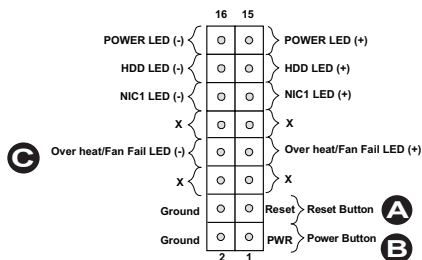 16 15
POWER LED (-) POWER LED (+)
HDD LED (-) HDD LED (+)
NIC1 LED (-) NIC1 LED (+)
X X
C Over heat/Fan Fail LED (-) Over heat/Fan Fail LED (+)
X X
Ground Reset Reset Button A
Ground PWR Power Button B
2 1